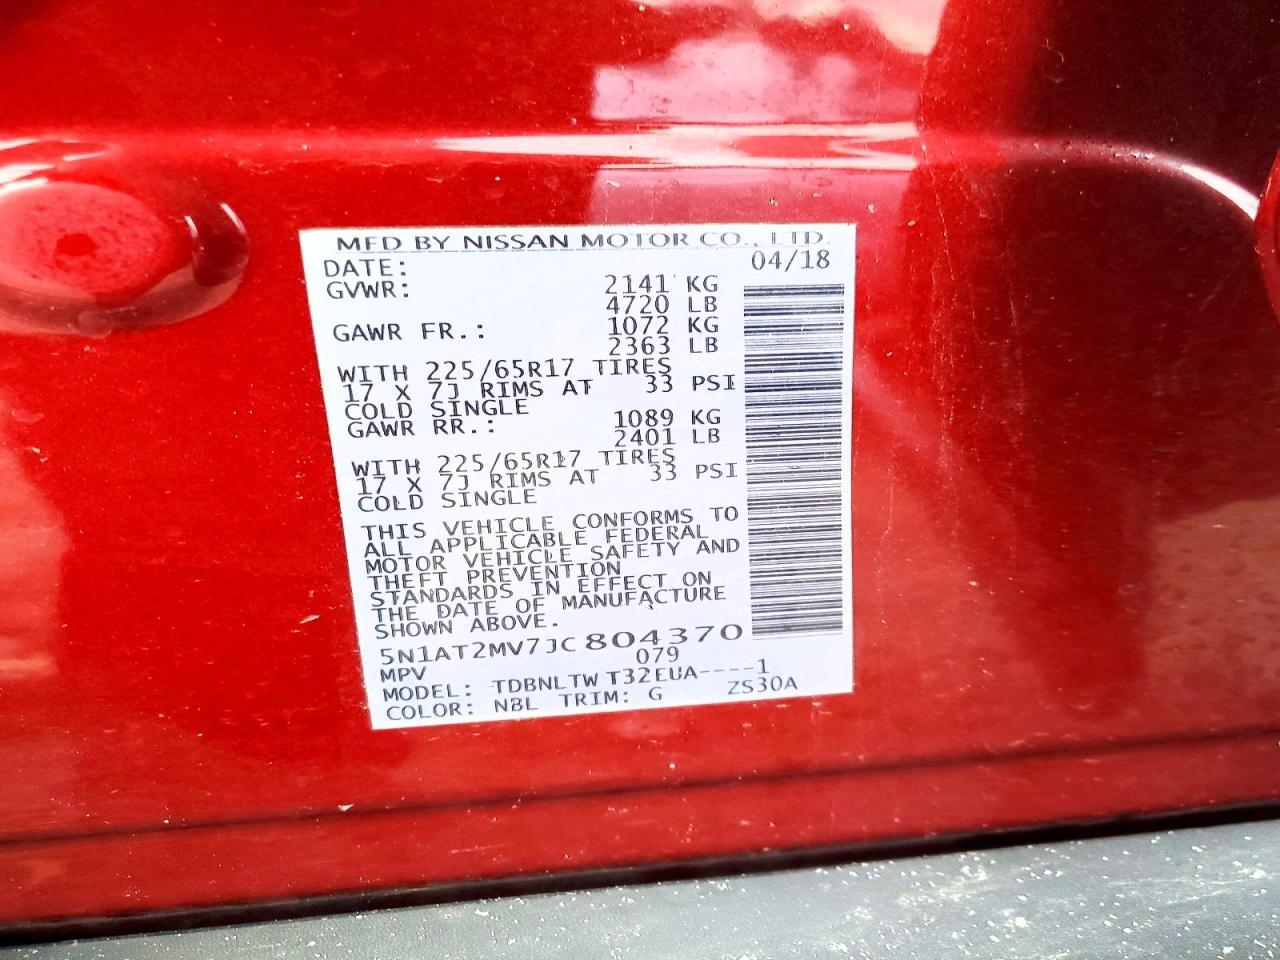 MFD BY NISSAN MOTOR CO., LTD.
DATE: 04/18
GVWR: 2141 KG
4720 LB
GAWR FR.: 1072 KG
2363 LB
WITH 225/65R17 TIRES
17 X 7J RIMS AT 33 PSI
COLD SINGLE
GAWR RR.: 1089 KG
2401 LB
WITH 225/65R17 TIRES
17 X 7J RIMS AT 33 PSI
COLD SINGLE
THIS VEHICLE CONFORMS TO
ALL APPLICABLE FEDERAL
MOTOR VEHICLE SAFETY AND
THEFT PREVENTION
STANDARDS IN EFFECT ON
THE DATE OF MANUFACTURE
SHOWN ABOVE.
5N1AT2MV7JC804370
MPV 079
MODEL: TDBNLTW T32EUA----1
COLOR: NBL TRIM: G ZS30A